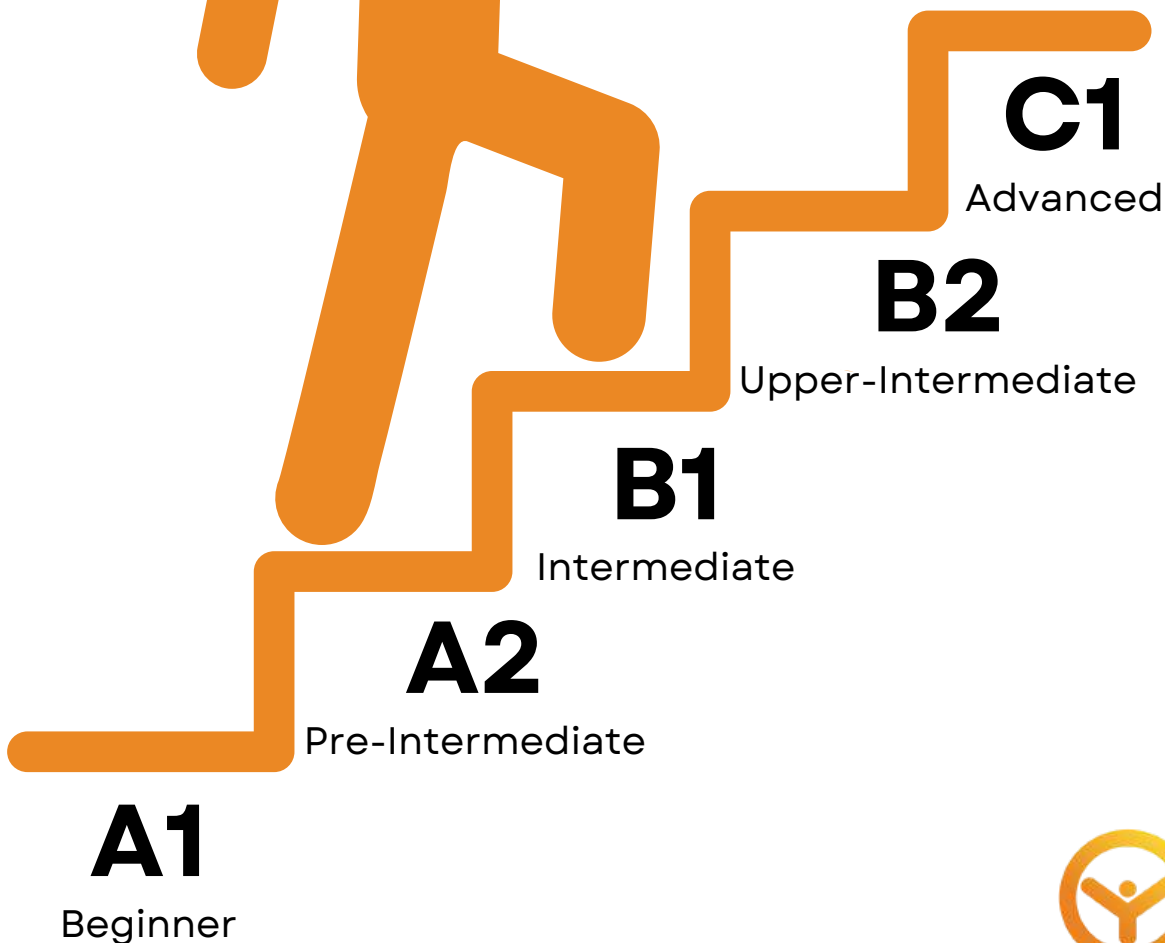 C1
Advanced
B2
Upper-Intermediate
B1
Intermediate
A2
Pre-Intermediate
A1
Beginner